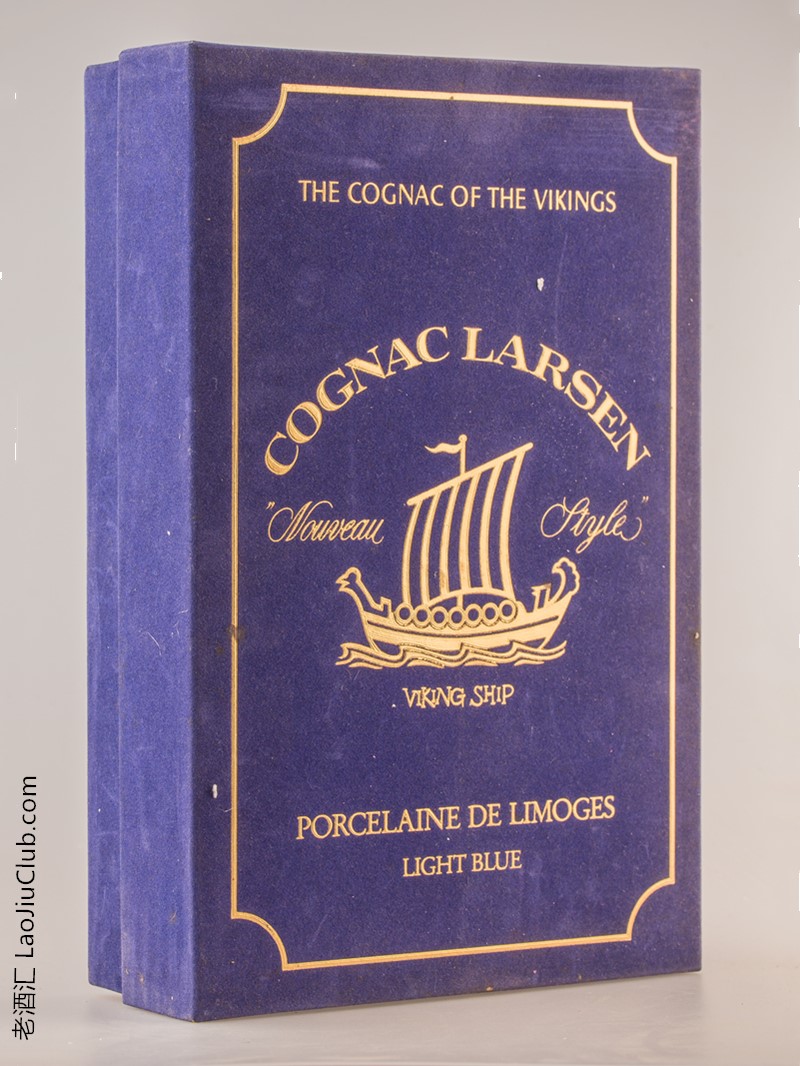 THE COGNAC OF THE VIKINGS
COGNAC LARSEN
"Nouveau Style"
VIKING SHIP
PORCELAINE DE LIMOGES
LIGHT BLUE
老酒汇 LaoJiuClub.com